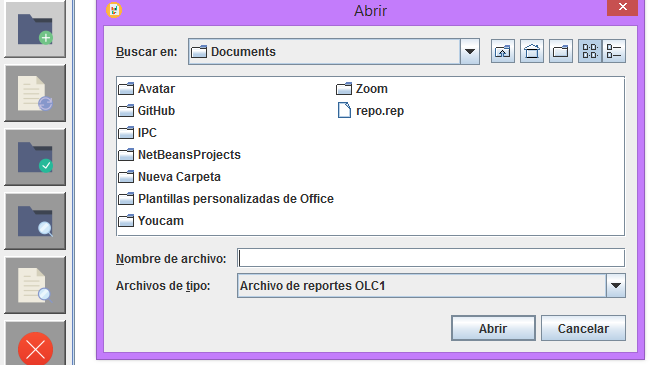 Abrir
Buscar en: Documents
Avatar
GitHub
IPC
NetBeansProjects
Nueva Carpeta
Plantillas personalizadas de Office
Youcam
Zoom
repo.rep
Nombre de archivo:
Archivos de tipo: Archivo de reportes OLC1
Abrir Cancelar